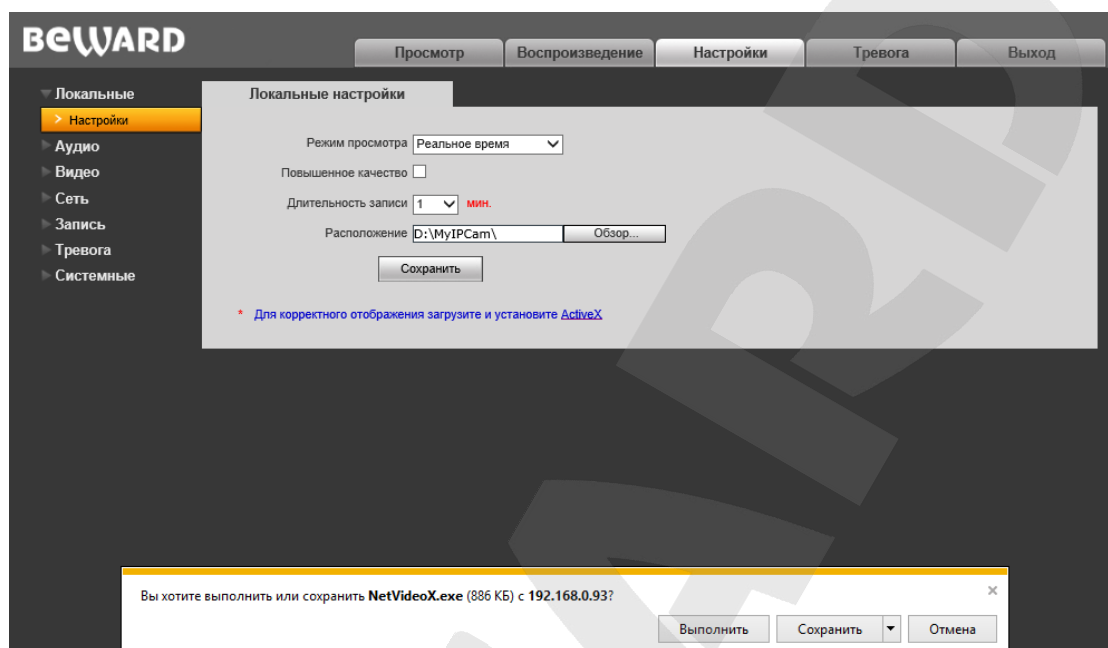 BEWARD
Просмотр Воспроизведение Настройки Тревога Выход
Локальные
> Настройки
Аудио
Видео
Сеть
Запись
Тревога
Системные
Локальные настройки
Режим просмотра Реальное время
Повышенное качество
Длительность записи 1 мин.
Расположение D:\MyIPCam\ Обзор...
Сохранить
* Для корректного отображения загрузите и установите ActiveX
Вы хотите выполнить или сохранить NetVideoX.exe (886 КБ) с 192.168.0.93?
×
Выполнить Сохранить Отмена